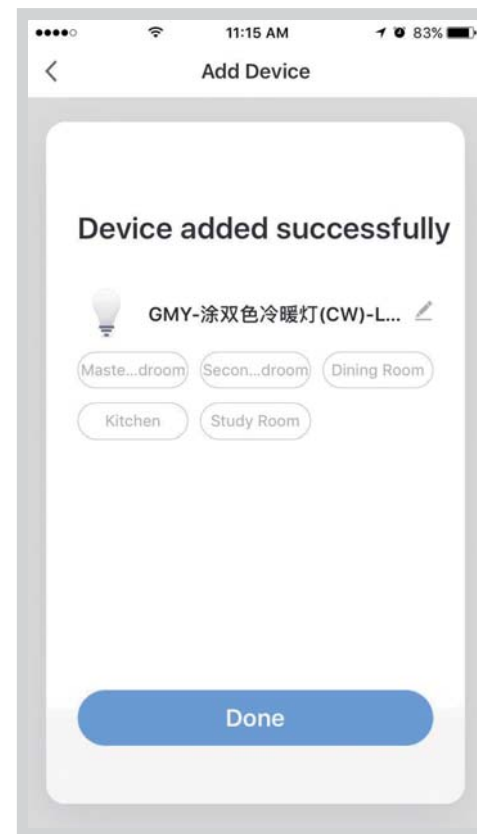 11:15 AM 83%
Add Device
Device added successfully
GMY-涂双色冷暖灯(CW)-L...
Maste...droom Secon...droom Dining Room
Kitchen Study Room
Done